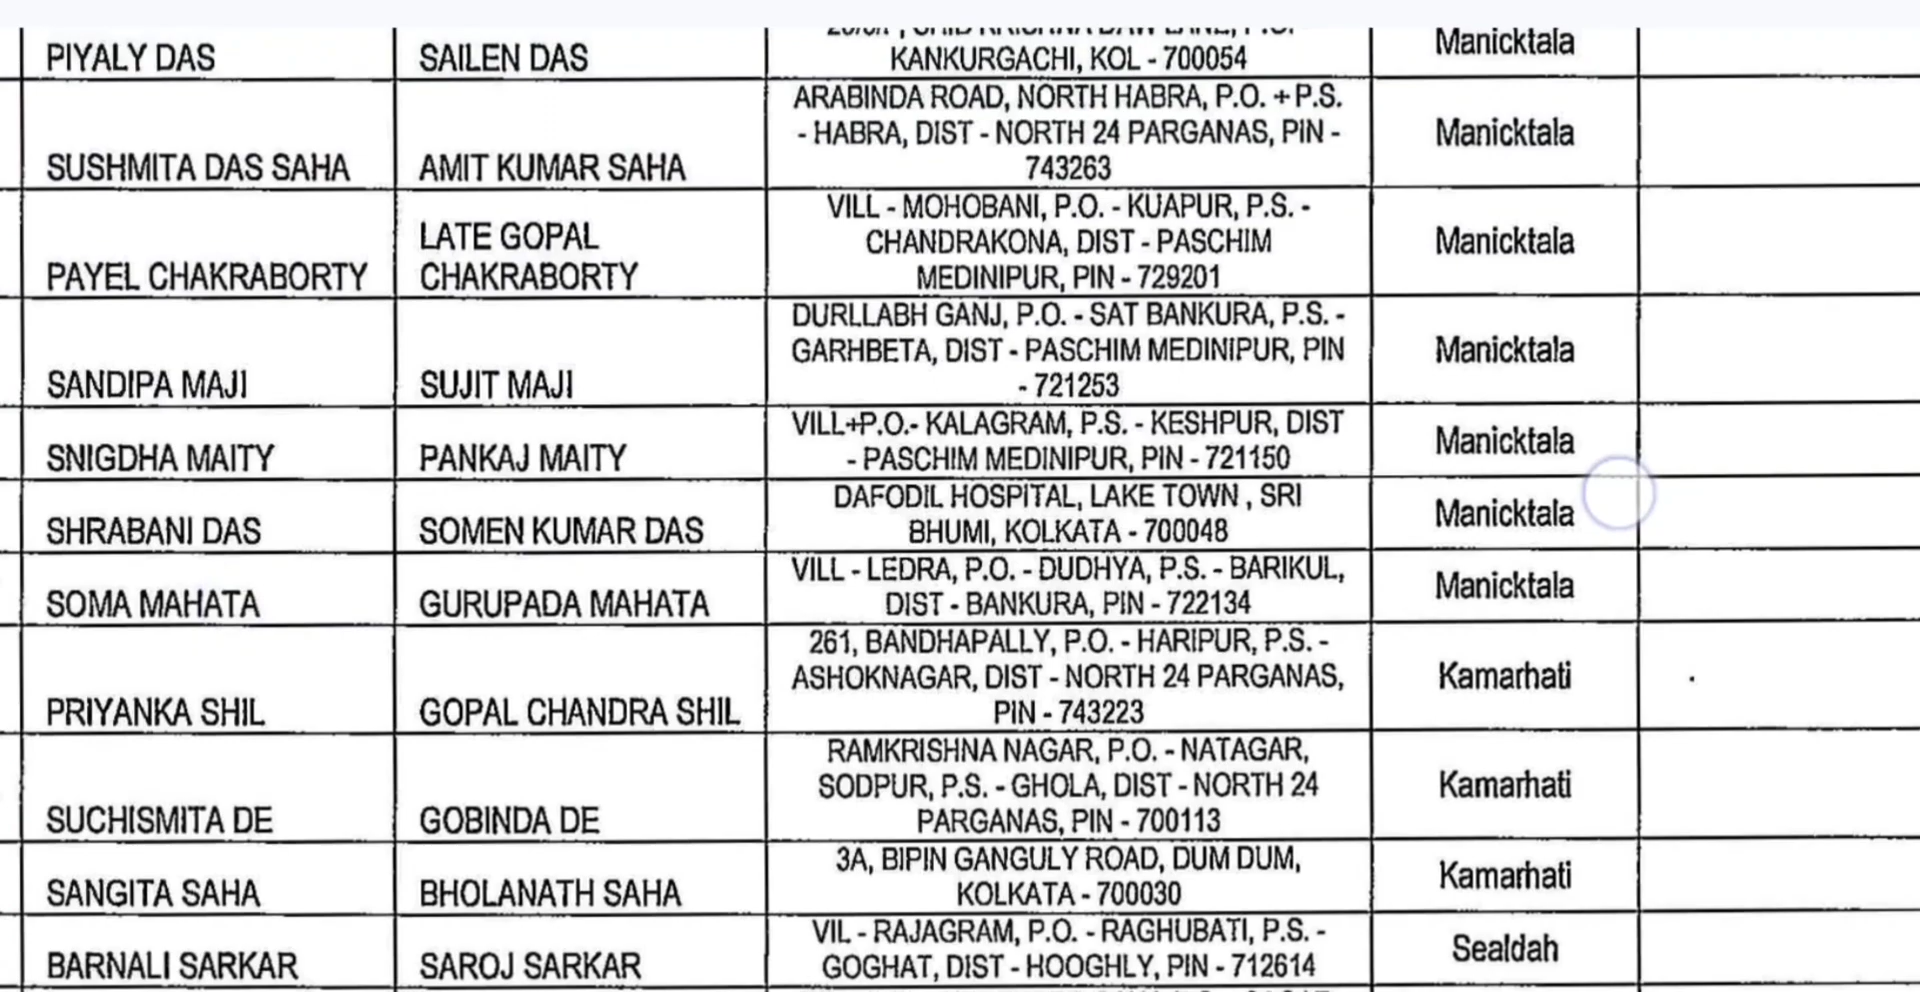 PIYALY DAS SAILEN DAS KANKURGACHI, KOL - 700054 Manicktala
ARABINDA ROAD, NORTH HABRA, P.O. + P.S.
- HABRA, DIST - NORTH 24 PARGANAS, PIN - Manicktala
SUSHMITA DAS SAHA AMIT KUMAR SAHA 743263
VILL - MOHOBANI, P.O. - KUAPUR, P.S. -
LATE GOPAL CHANDRAKONA, DIST - PASCHIM Manicktala
PAYEL CHAKRABORTY CHAKRABORTY MEDINIPUR, PIN - 729201
DURLLABH GANJ, P.O. - SAT BANKURA, P.S. -
GARHBETA, DIST - PASCHIM MEDINIPUR, PIN Manicktala
SANDIPA MAJI SUJIT MAJI - 721253
VILL+P.O.- KALAGRAM, P.S. - KESHPUR, DIST Manicktala
SNIGDHA MAITY PANKAJ MAITY - PASCHIM MEDINIPUR, PIN - 721150
DAFODIL HOSPITAL, LAKE TOWN , SRI Manicktala
SHRABANI DAS SOMEN KUMAR DAS BHUMI, KOLKATA - 700048
VILL - LEDRA, P.O. - DUDHYA, P.S. - BARIKUL, Manicktala
SOMA MAHATA GURUPADA MAHATA DIST - BANKURA, PIN - 722134
261, BANDHAPALLY, P.O. - HARIPUR, P.S. -
ASHOKNAGAR, DIST - NORTH 24 PARGANAS, Kamarhati
PRIYANKA SHIL GOPAL CHANDRA SHIL PIN - 743223
RAMKRISHNA NAGAR, P.O. - NATAGAR,
SODPUR, P.S. - GHOLA, DIST - NORTH 24 Kamarhati
SUCHISMITA DE GOBINDA DE PARGANAS, PIN - 700113
3A, BIPIN GANGULY ROAD, DUM DUM, Kamarhati
SANGITA SAHA BHOLANATH SAHA KOLKATA - 700030
VIL - RAJAGRAM, P.O. - RAGHUBATI, P.S. - Sealdah
BARNALI SARKAR SAROJ SARKAR GOGHAT, DIST - HOOGHLY, PIN - 712614